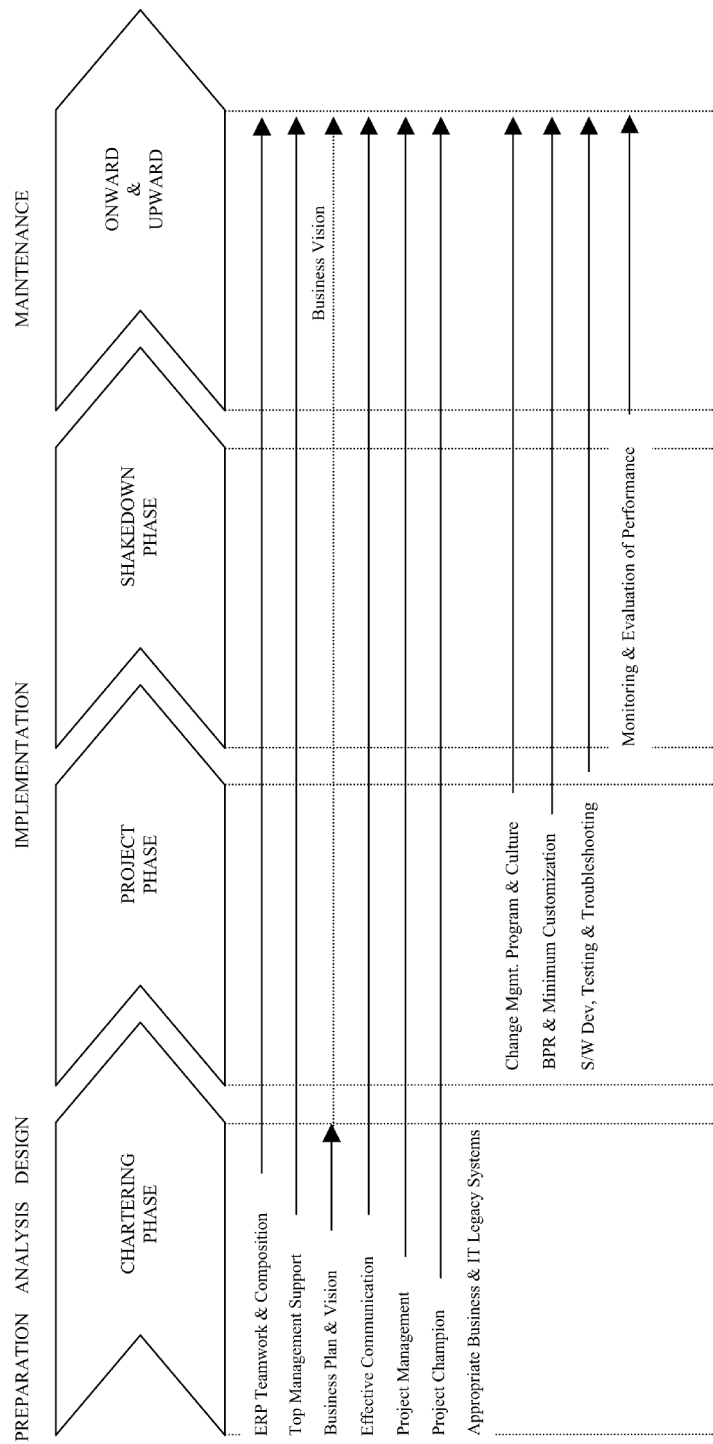 PREPARATION ANALYSIS DESIGN
IMPLEMENTATION
MAINTENANCE
CHARTERING
PHASE
PROJECT
PHASE
SHAKEDOWN
PHASE
ONWARD
&
UPWARD
ERP Teamwork & Composition
Top Management Support
Business Vision
Business Plan & Vision
Effective Communication
Project Management
Project Champion
Appropriate Business & IT Legacy Systems
Change Mgmt. Program & Culture
BPR & Minimum Customization
S/W Dev, Testing & Troubleshooting
Monitoring & Evaluation of Performance